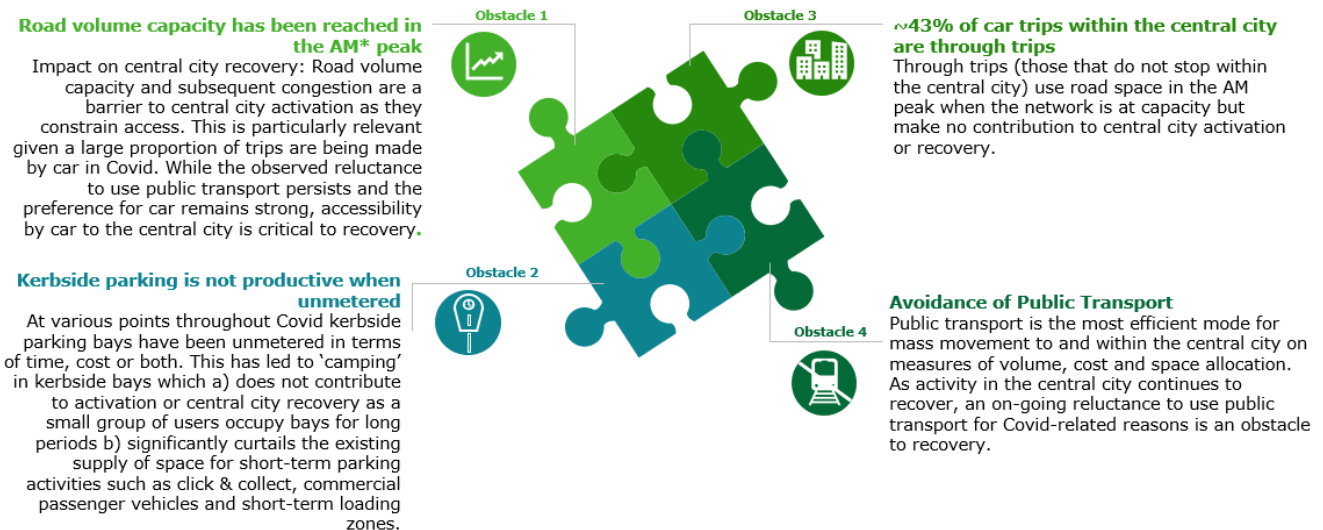 Obstacle 1
Road volume capacity has been reached in
the AM* peak
Impact on central city recovery: Road volume
capacity and subsequent congestion are a
barrier to central city activation as they
constrain access. This is particularly relevant
given a large proportion of trips are being made
by car in Covid. While the observed reluctance
to use public transport persists and the
preference for car remains strong, accessibility
by car to the central city is critical to recovery.
Obstacle 2
Kerbside parking is not productive when
unmetered
At various points throughout Covid kerbside
parking bays have been unmetered in terms
of time, cost or both. This has led to ‘camping’
in kerbside bays which a) does not contribute
to activation or central city recovery as a
small group of users occupy bays for long
periods b) significantly curtails the existing
supply of space for short-term parking
activities such as click & collect, commercial
passenger vehicles and short-term loading
zones.
Obstacle 3
~43% of car trips within the central city
are through trips
Through trips (those that do not stop within
the central city) use road space in the AM
peak when the network is at capacity but
make no contribution to central city activation
or recovery.
Obstacle 4
Avoidance of Public Transport
Public transport is the most efficient mode for
mass movement to and within the central city on
measures of volume, cost and space allocation.
As activity in the central city continues to
recover, an on-going reluctance to use public
transport for Covid-related reasons is an obstacle
to recovery.